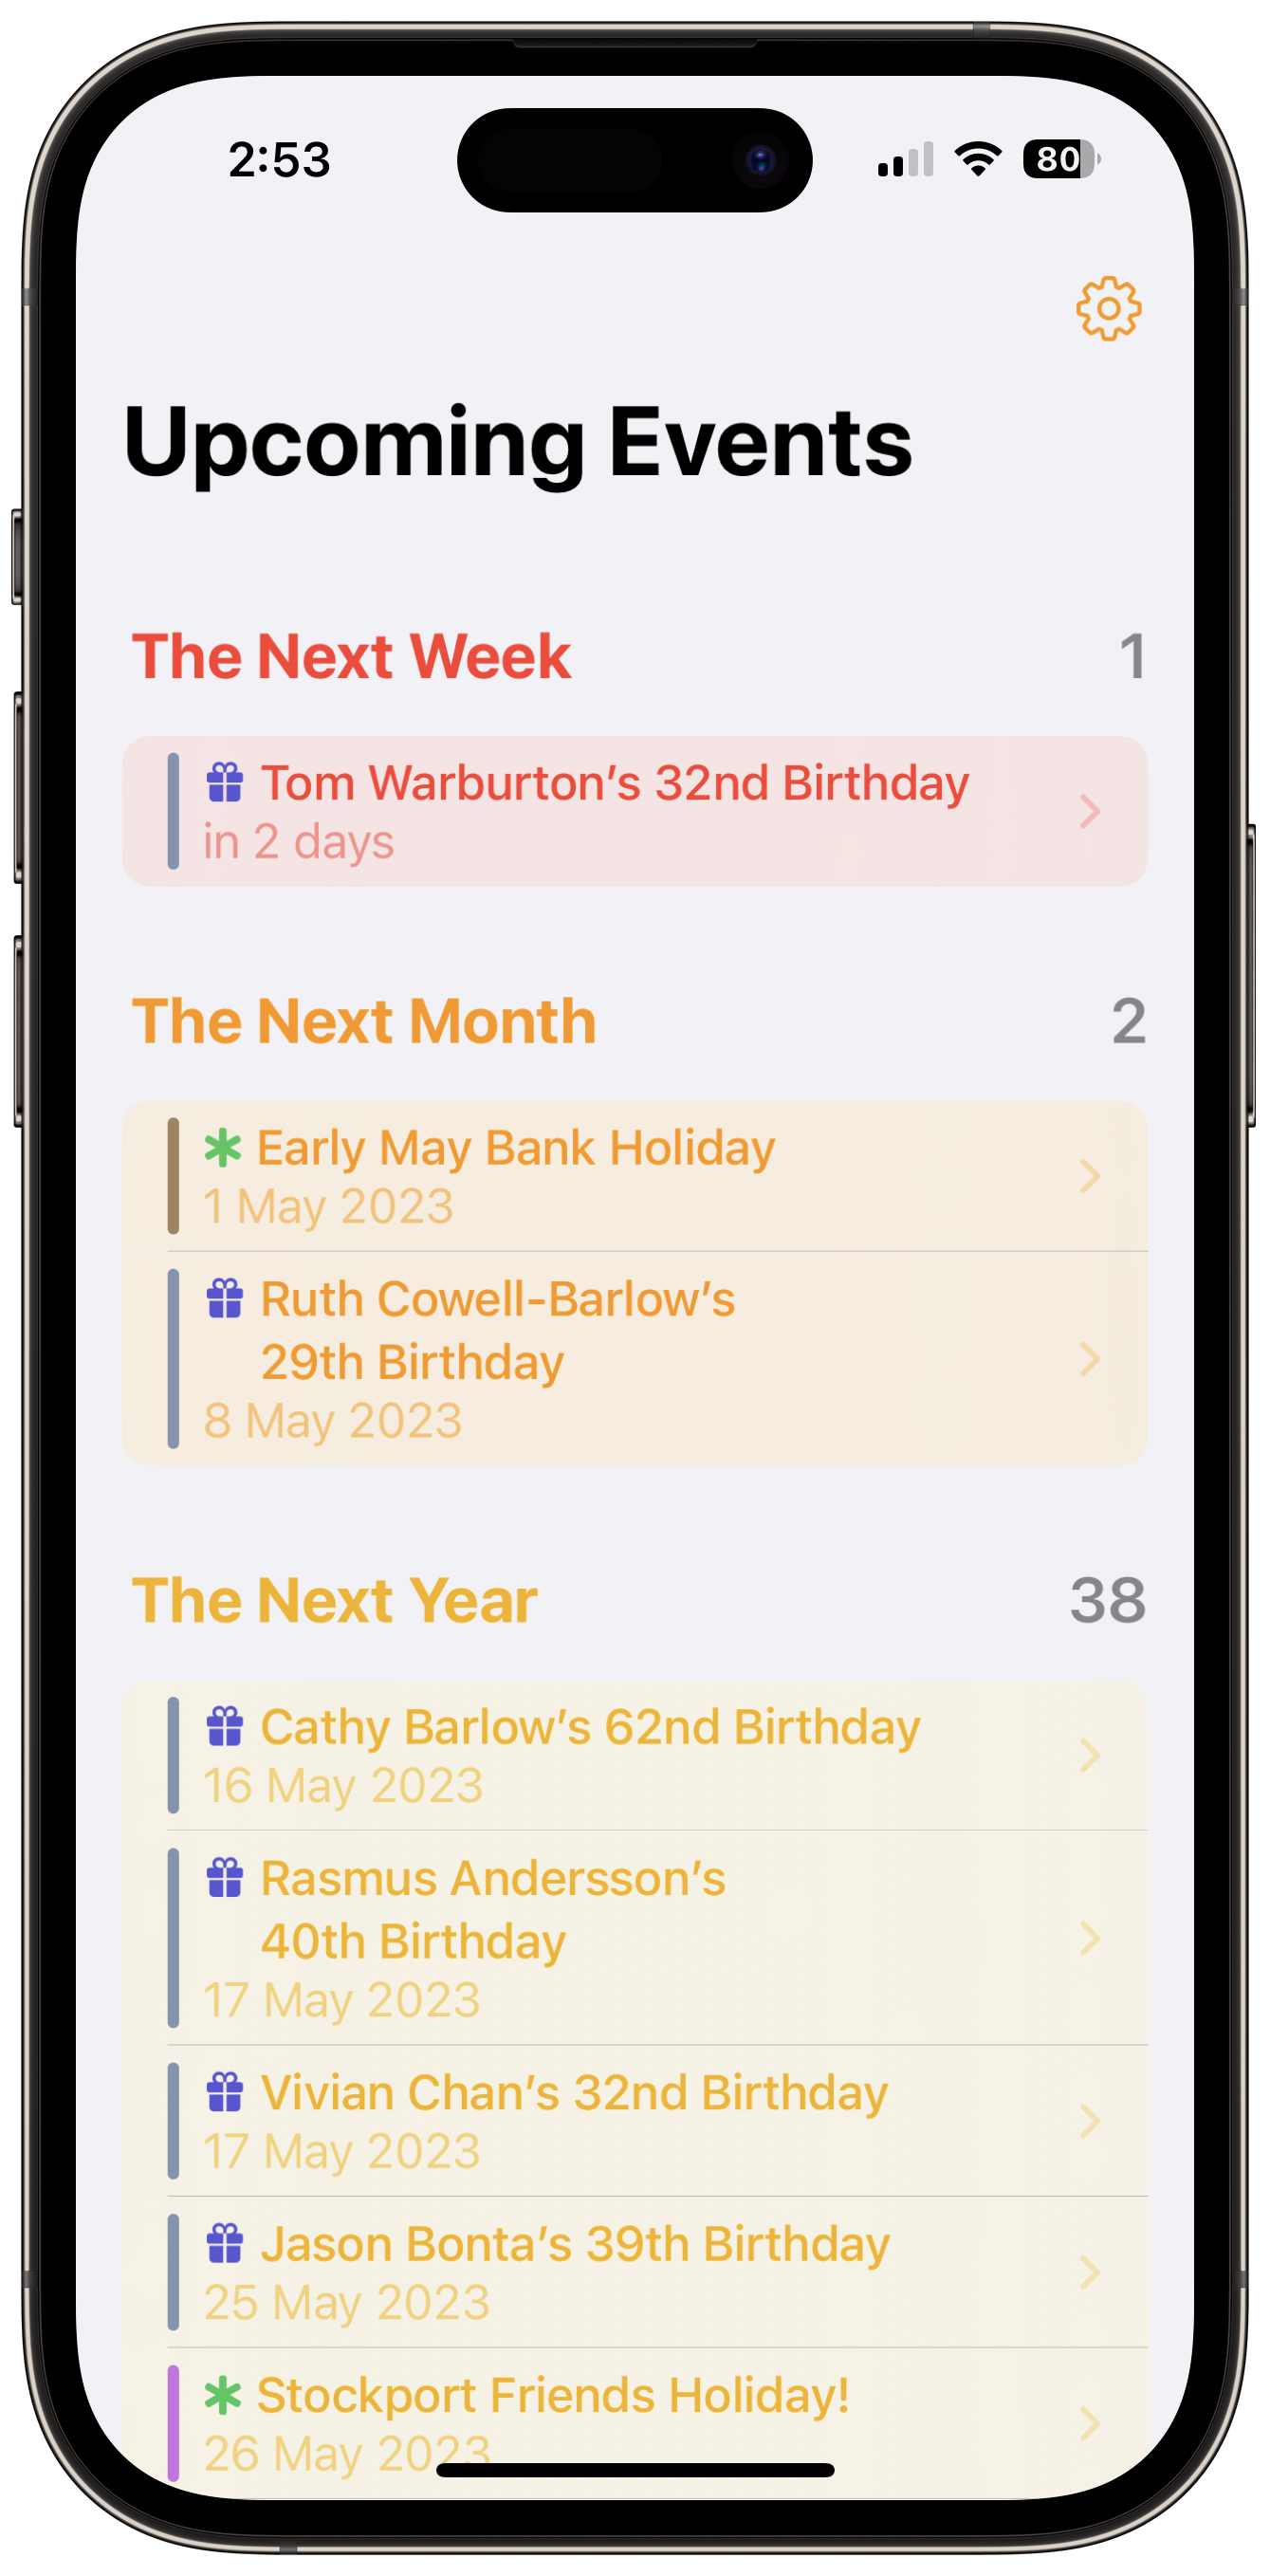 2:53
80
Upcoming Events
The Next Week 1
Tom Warburton’s 32nd Birthday
in 2 days
The Next Month 2
Early May Bank Holiday
1 May 2023
Ruth Cowell-Barlow’s
29th Birthday
8 May 2023
The Next Year 38
Cathy Barlow’s 62nd Birthday
16 May 2023
Rasmus Andersson’s
40th Birthday
17 May 2023
Vivian Chan’s 32nd Birthday
17 May 2023
Jason Bonta’s 39th Birthday
25 May 2023
Stockport Friends Holiday!
26 May 2023